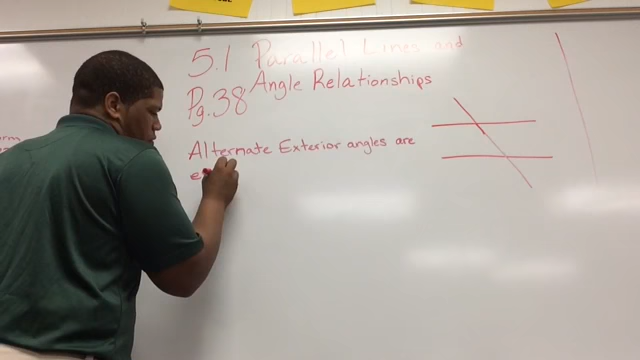 5.1 Parallel Lines and
Pg.38 Angle Relationships
Alternate Exterior angles are
e